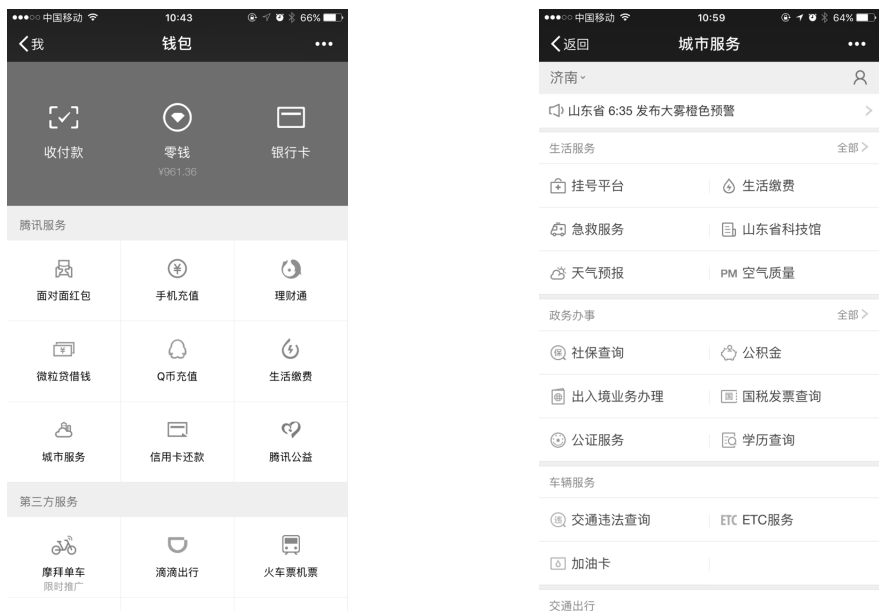 中国移动 10:43 66%
我 钱包
收付款 零钱 银行卡
¥961.36
腾讯服务
面对面红包 手机充值 理财通
微粒贷借钱 Q币充值 生活缴费
城市服务 信用卡还款 腾讯公益
第三方服务
摩拜单车 滴滴出行 火车票机票
限时推广
中国移动 10:59 64%
返回 城市服务
济南
山东省 6:35 发布大雾橙色预警
生活服务 全部
挂号平台 生活缴费
急救服务 山东省科技馆
天气预报 PM 空气质量
政务办事 全部
保 社保查询 公积金
出入境业务办理 国 国税发票查询
公证服务 学历查询
车辆服务
违 交通违法查询 ETC ETC服务
加油卡
交通出行